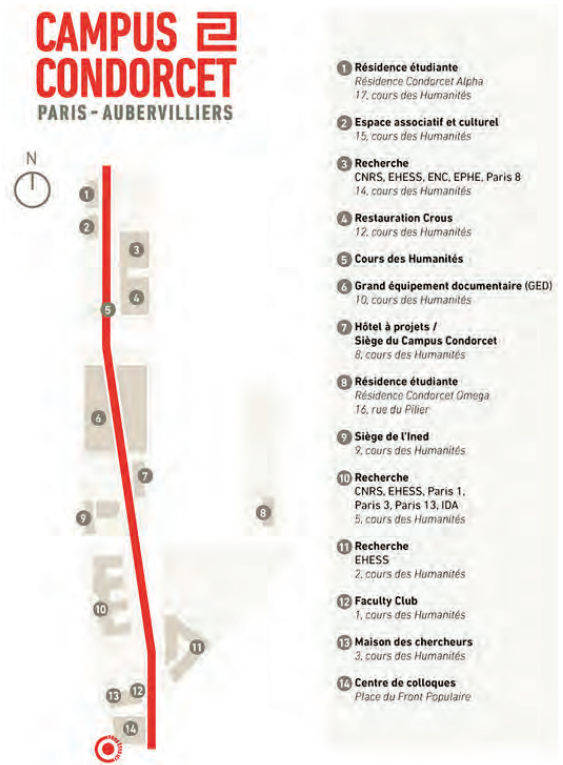 CAMPUS
CONDORCET
PARIS - AUBERVILLIERS
N
1
2
3
4
5
6
7
8
9
10
11
12
13
14
1 Résidence étudiante
Résidence Condorcet Alpha
17, cours des Humanités
2 Espace associatif et culturel
15, cours des Humanités
3 Recherche
CNRS, EHESS, ENC, EPHE, Paris 8
14, cours des Humanités
4 Restauration Crous
12, cours des Humanités
5 Cours des Humanités
6 Grand équipement documentaire (GED)
10, cours des Humanités
7 Hôtel à projets /
Siège du Campus Condorcet
8, cours des Humanités
8 Résidence étudiante
Résidence Condorcet Omega
16, rue du Pilier
9 Siège de l'Ined
9, cours des Humanités
10 Recherche
CNRS, EHESS, Paris 1,
Paris 3, Paris 13, IDA
5, cours des Humanités
11 Recherche
EHESS
2, cours des Humanités
12 Faculty Club
1, cours des Humanités
13 Maison des chercheurs
3, cours des Humanités
14 Centre de colloques
Place du Front Populaire